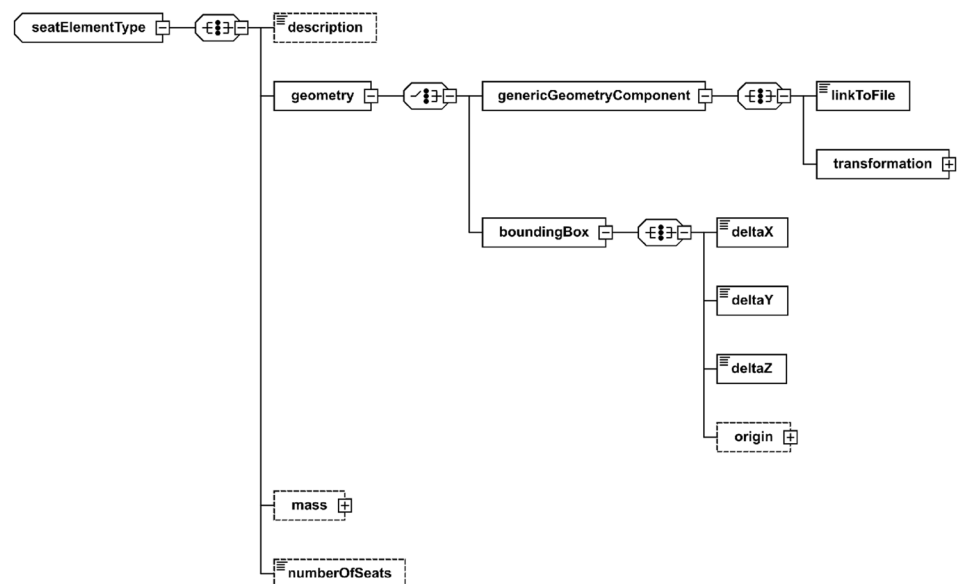 seatElementType
description
geometry
genericGeometryComponent
linkToFile
transformation
boundingBox
deltaX
deltaY
deltaZ
origin
mass
numberOfSeats